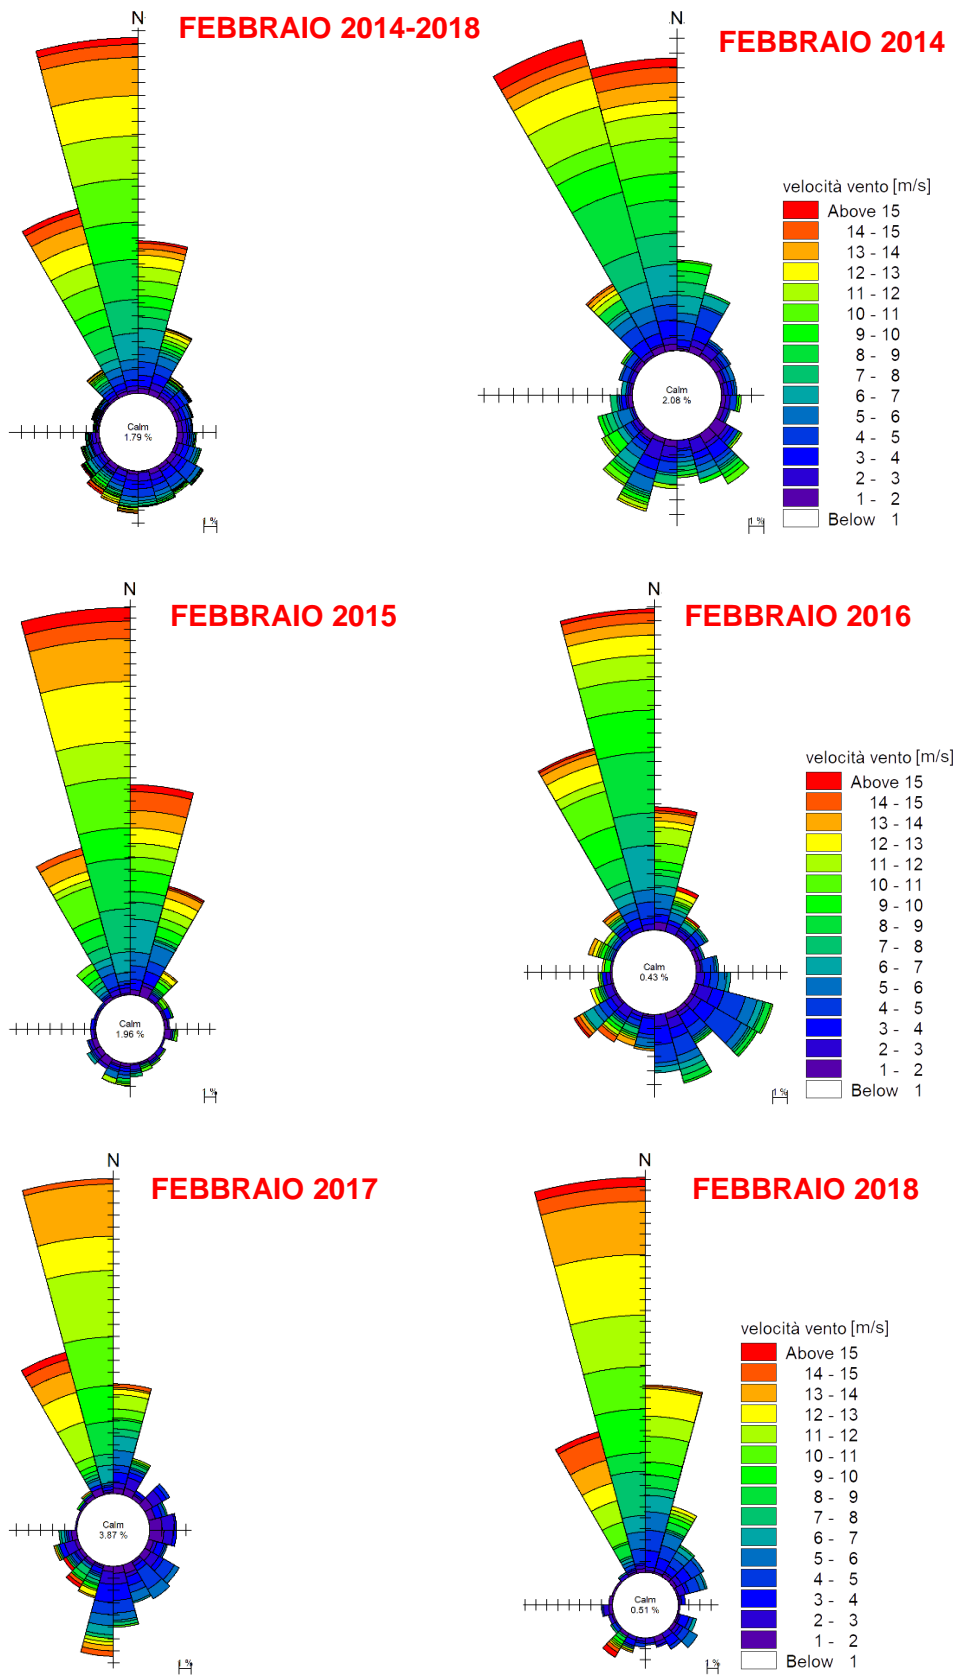 N
FEBBRAIO 2014-2018
Calm
1.79 %
1 %
FEBBRAIO 2014
N
Calm
2.08 %
1 %
velocità vento [m/s]
Above 15
14 - 15
13 - 14
12 - 13
11 - 12
10 - 11
9 - 10
8 - 9
7 - 8
6 - 7
5 - 6
4 - 5
3 - 4
2 - 3
1 - 2
Below 1
N
FEBBRAIO 2015
Calm
1.96 %
1 %
N
FEBBRAIO 2016
Calm
0.43 %
1 %
velocità vento [m/s]
Above 15
14 - 15
13 - 14
12 - 13
11 - 12
10 - 11
9 - 10
8 - 9
7 - 8
6 - 7
5 - 6
4 - 5
3 - 4
2 - 3
1 - 2
Below 1
N
FEBBRAIO 2017
Calm
3.87 %
1 %
N
FEBBRAIO 2018
Calm
0.51 %
1 %
velocità vento [m/s]
Above 15
14 - 15
13 - 14
12 - 13
11 - 12
10 - 11
9 - 10
8 - 9
7 - 8
6 - 7
5 - 6
4 - 5
3 - 4
2 - 3
1 - 2
Below 1